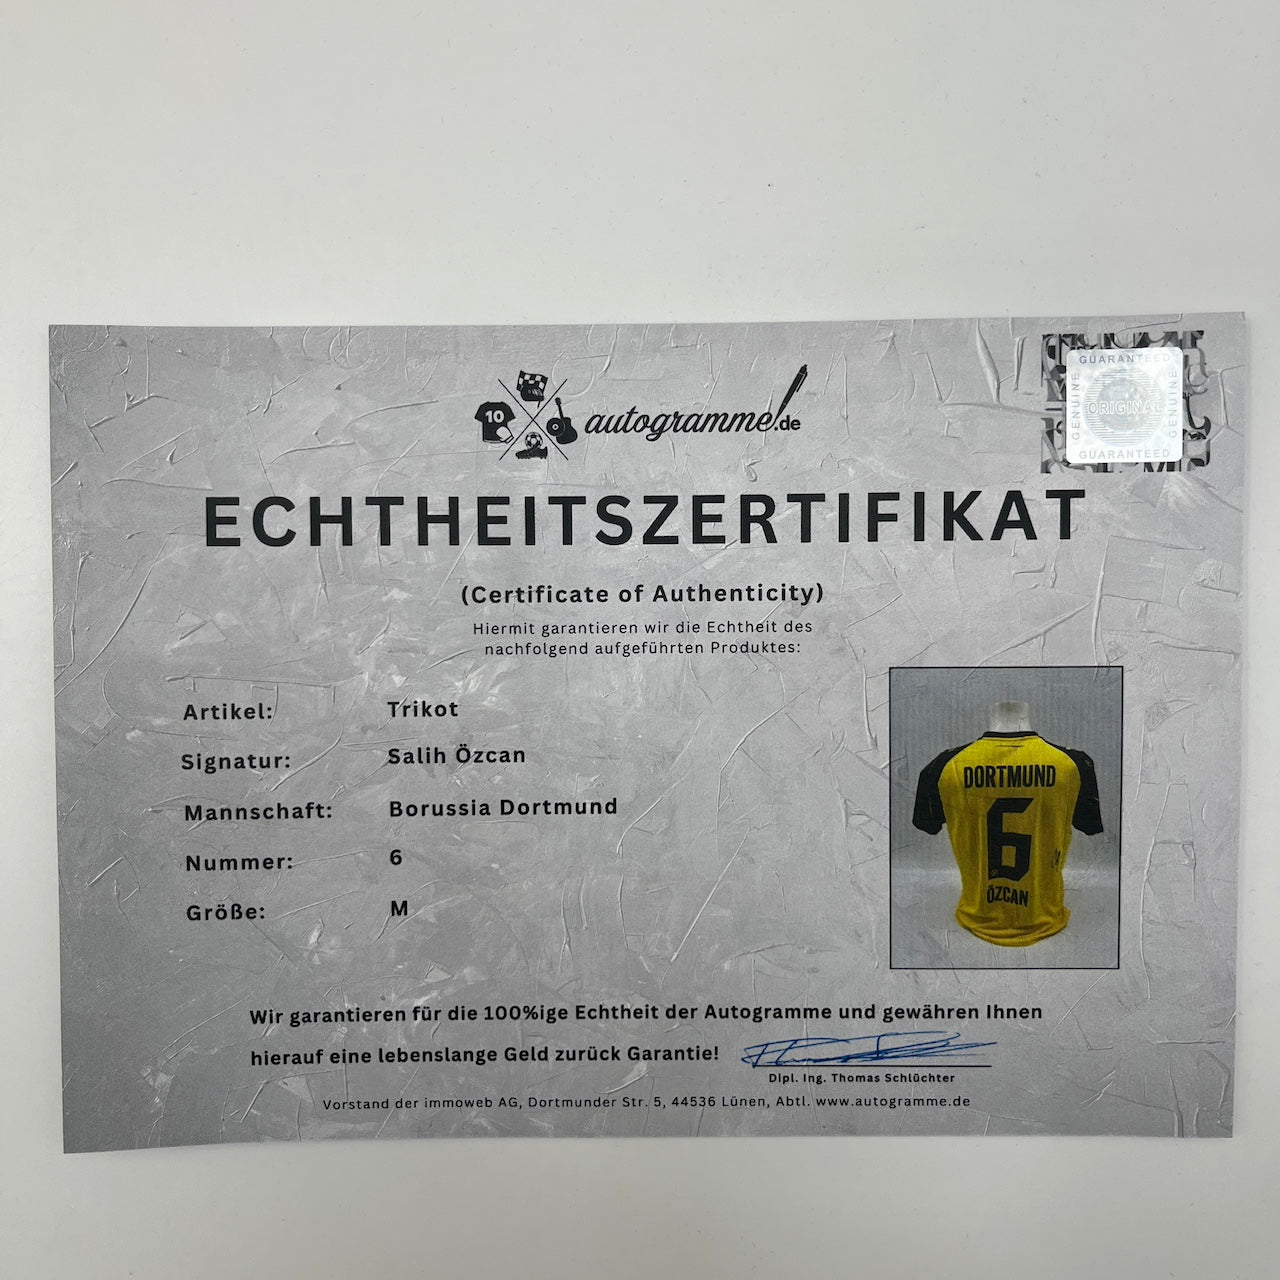 10
autogramme.de
GUARANTEED
GENUINE
ORIGINAL
GENUINE
GUARANTEED
ECHTHEITSZERTIFIKAT
(Certificate of Authenticity)
Hiermit garantieren wir die Echtheit des
nachfolgend aufgeführten Produktes:
Artikel: Trikot
Signatur: Salih Özcan
Mannschaft: Borussia Dortmund
Nummer: 6
Größe: M
DORTMUND
6
ÖZCAN
Wir garantieren für die 100%ige Echtheit der Autogramme und gewähren Ihnen
hierauf eine lebenslange Geld zurück Garantie!
Dipl. Ing. Thomas Schlüchter
Vorstand der immoweb AG, Dortmunder Str. 5, 44536 Lünen, Abtl. www.autogramme.de